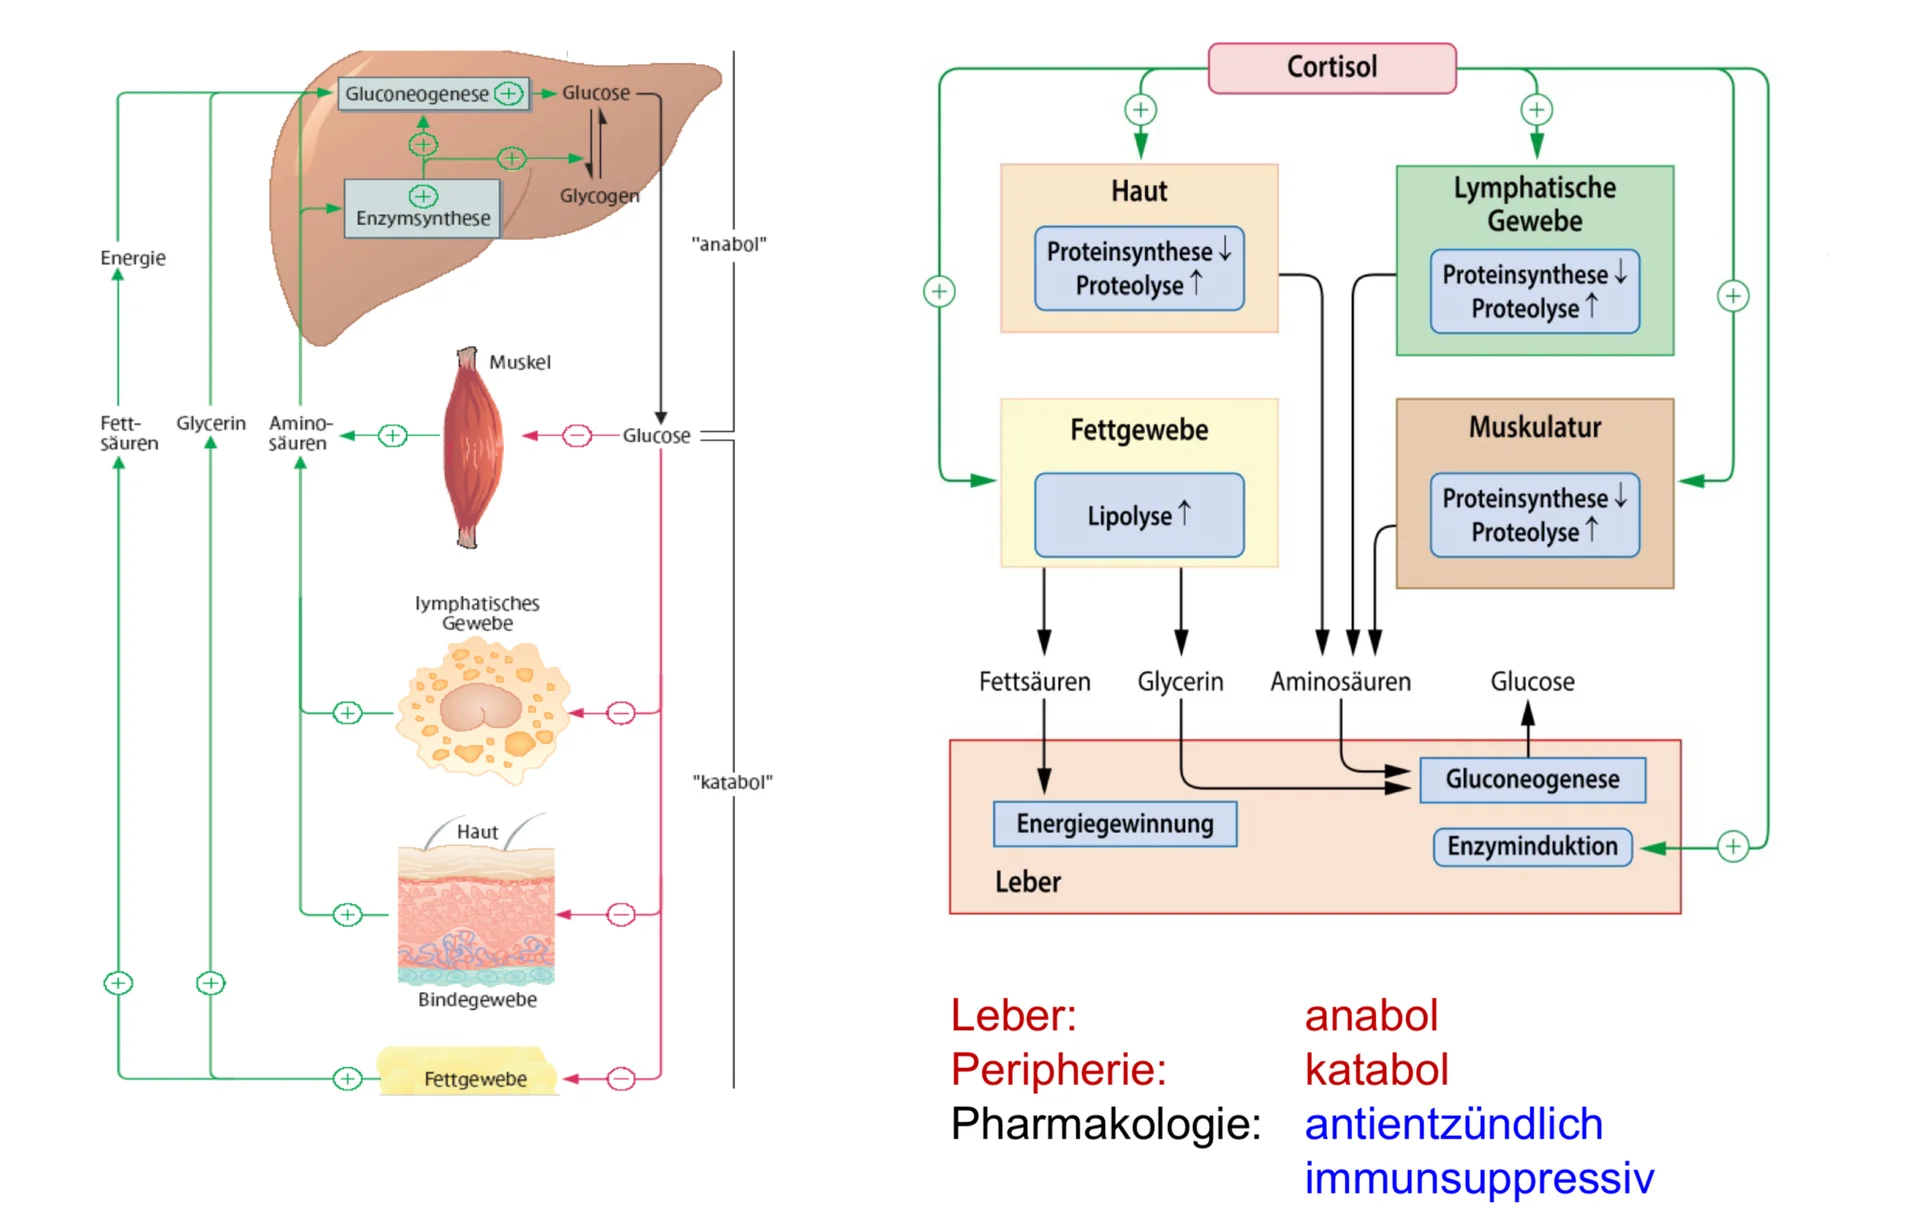 Gluconeogenese
Glucose
Enzymsynthese
Glycogen
Energie
"anabol"
Muskel
Fett-
säuren
Glycerin
Amino-
säuren
Glucose
lymphatisches
Gewebe
"katabol"
Haut
Bindegewebe
Fettgewebe
Cortisol
Haut
Proteinsynthese ↓
Proteolyse ↑
Lymphatische
Gewebe
Proteinsynthese ↓
Proteolyse ↑
Fettgewebe
Lipolyse ↑
Muskulatur
Proteinsynthese ↓
Proteolyse ↑
Fettsäuren
Glycerin
Aminosäuren
Glucose
Gluconeogenese
Energiegewinnung
Enzyminduktion
Leber
Leber: anabol
Peripherie: katabol
Pharmakologie: antientzündlich
immunsuppressiv